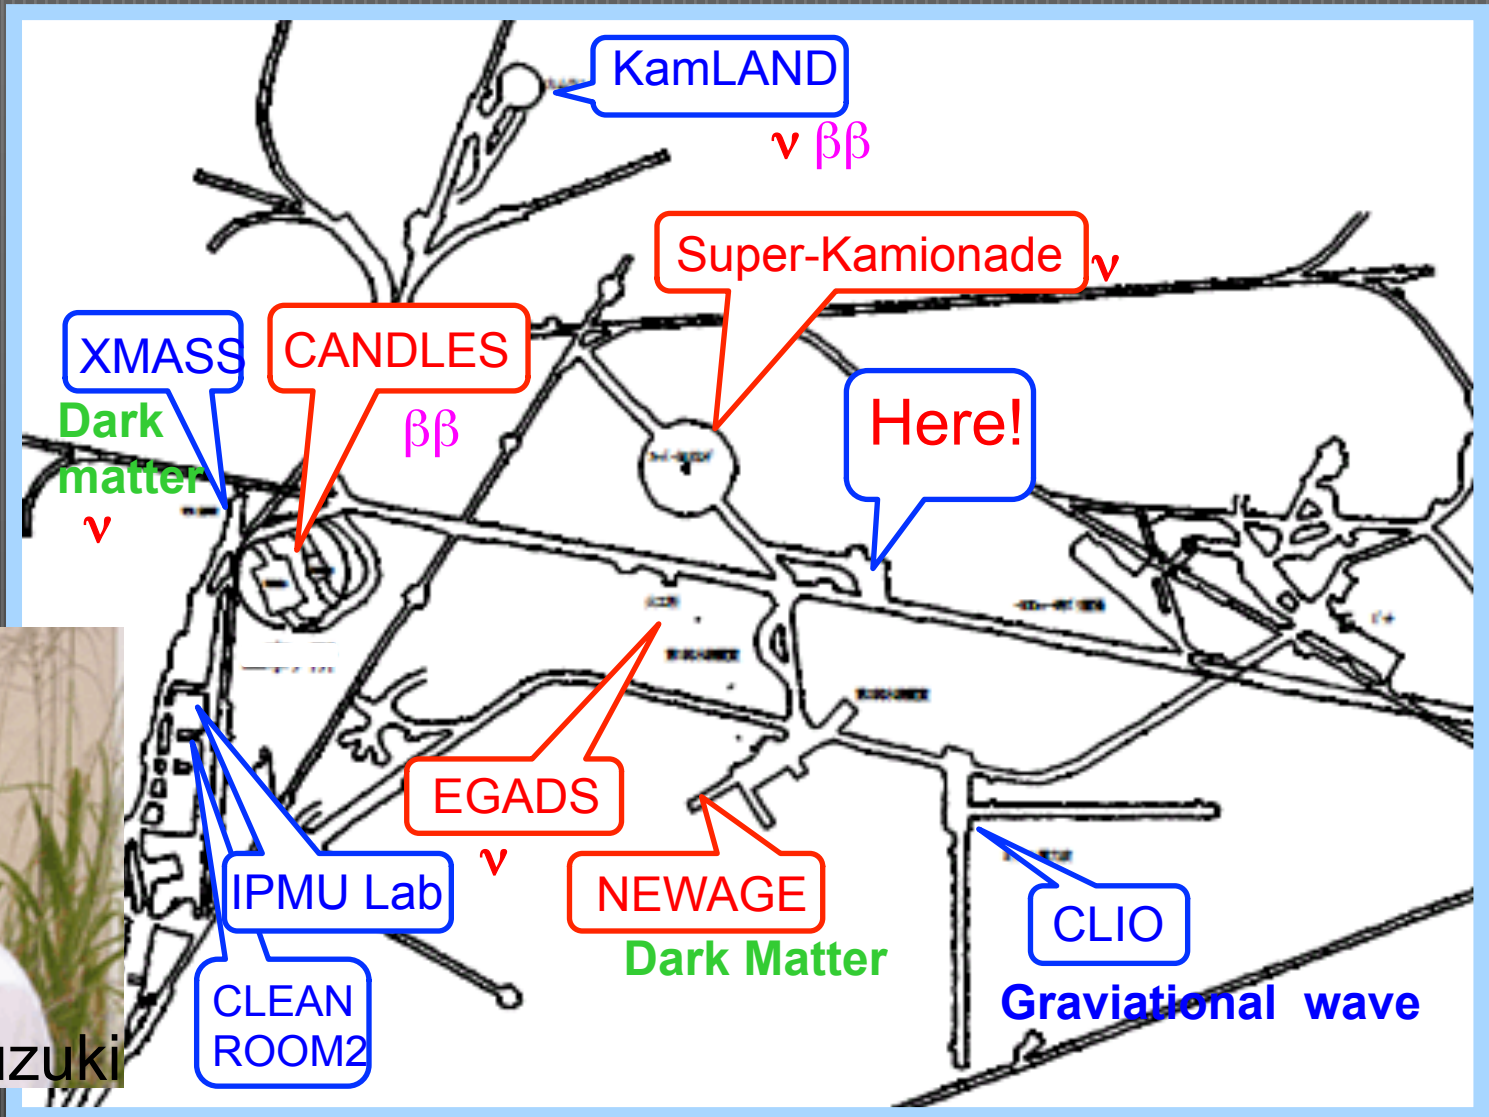 KamLAND
ν ββ
Super-Kamionade ν
XMASS
CANDLES
Dark
matter
ν
ββ
Here!
EGADS
ν
IPMU Lab
NEWAGE
Dark Matter
CLIO
Graviational wave
CLEAN
ROOM2